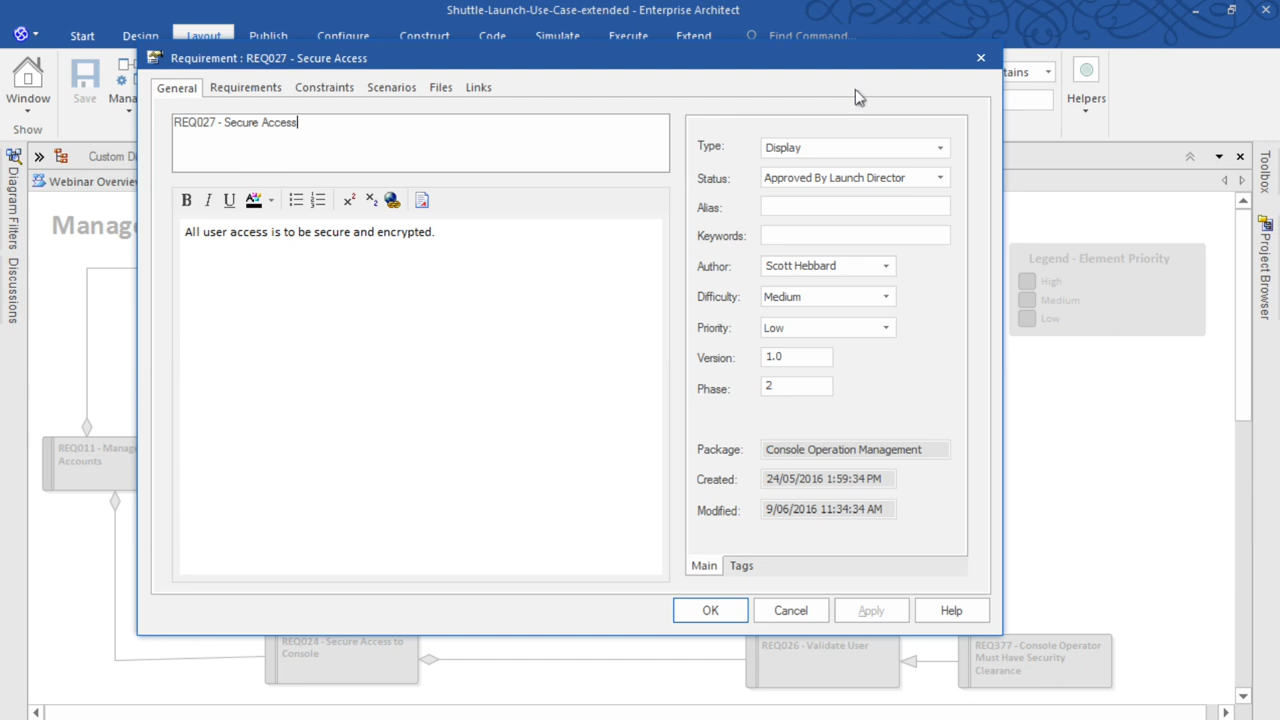 Shuttle-Launch-Use-Case-extended - Enterprise Architect
Start Design Layout Publish Configure Construct Code Simulate Execute Extend Find Command...
Window
Show
Save
Helpers
Requirement : REQ027 - Secure Access
General Requirements Constraints Scenarios Files Links
REQ027 - Secure Access
B I U
All user access is to be secure and encrypted.
Type: Display
Status: Approved By Launch Director
Alias:
Keywords:
Author: Scott Hebbard
Difficulty: Medium
Priority: Low
Version: 1.0
Phase: 2
Package: Console Operation Management
Created: 24/05/2016 1:59:34 PM
Modified: 9/06/2016 11:34:34 AM
Main Tags
OK Cancel Apply Help
Custom
Webinar
Diagram Filters
Discussions
Toolbox
Project Browser
Legend - Element Priority
High
Medium
Low
REQ011 -
Accounts
REQ024 - Secure Access to
Console
REQ026 - Validate User
REQ377 - Console Operator
Must Have Security
Clearance